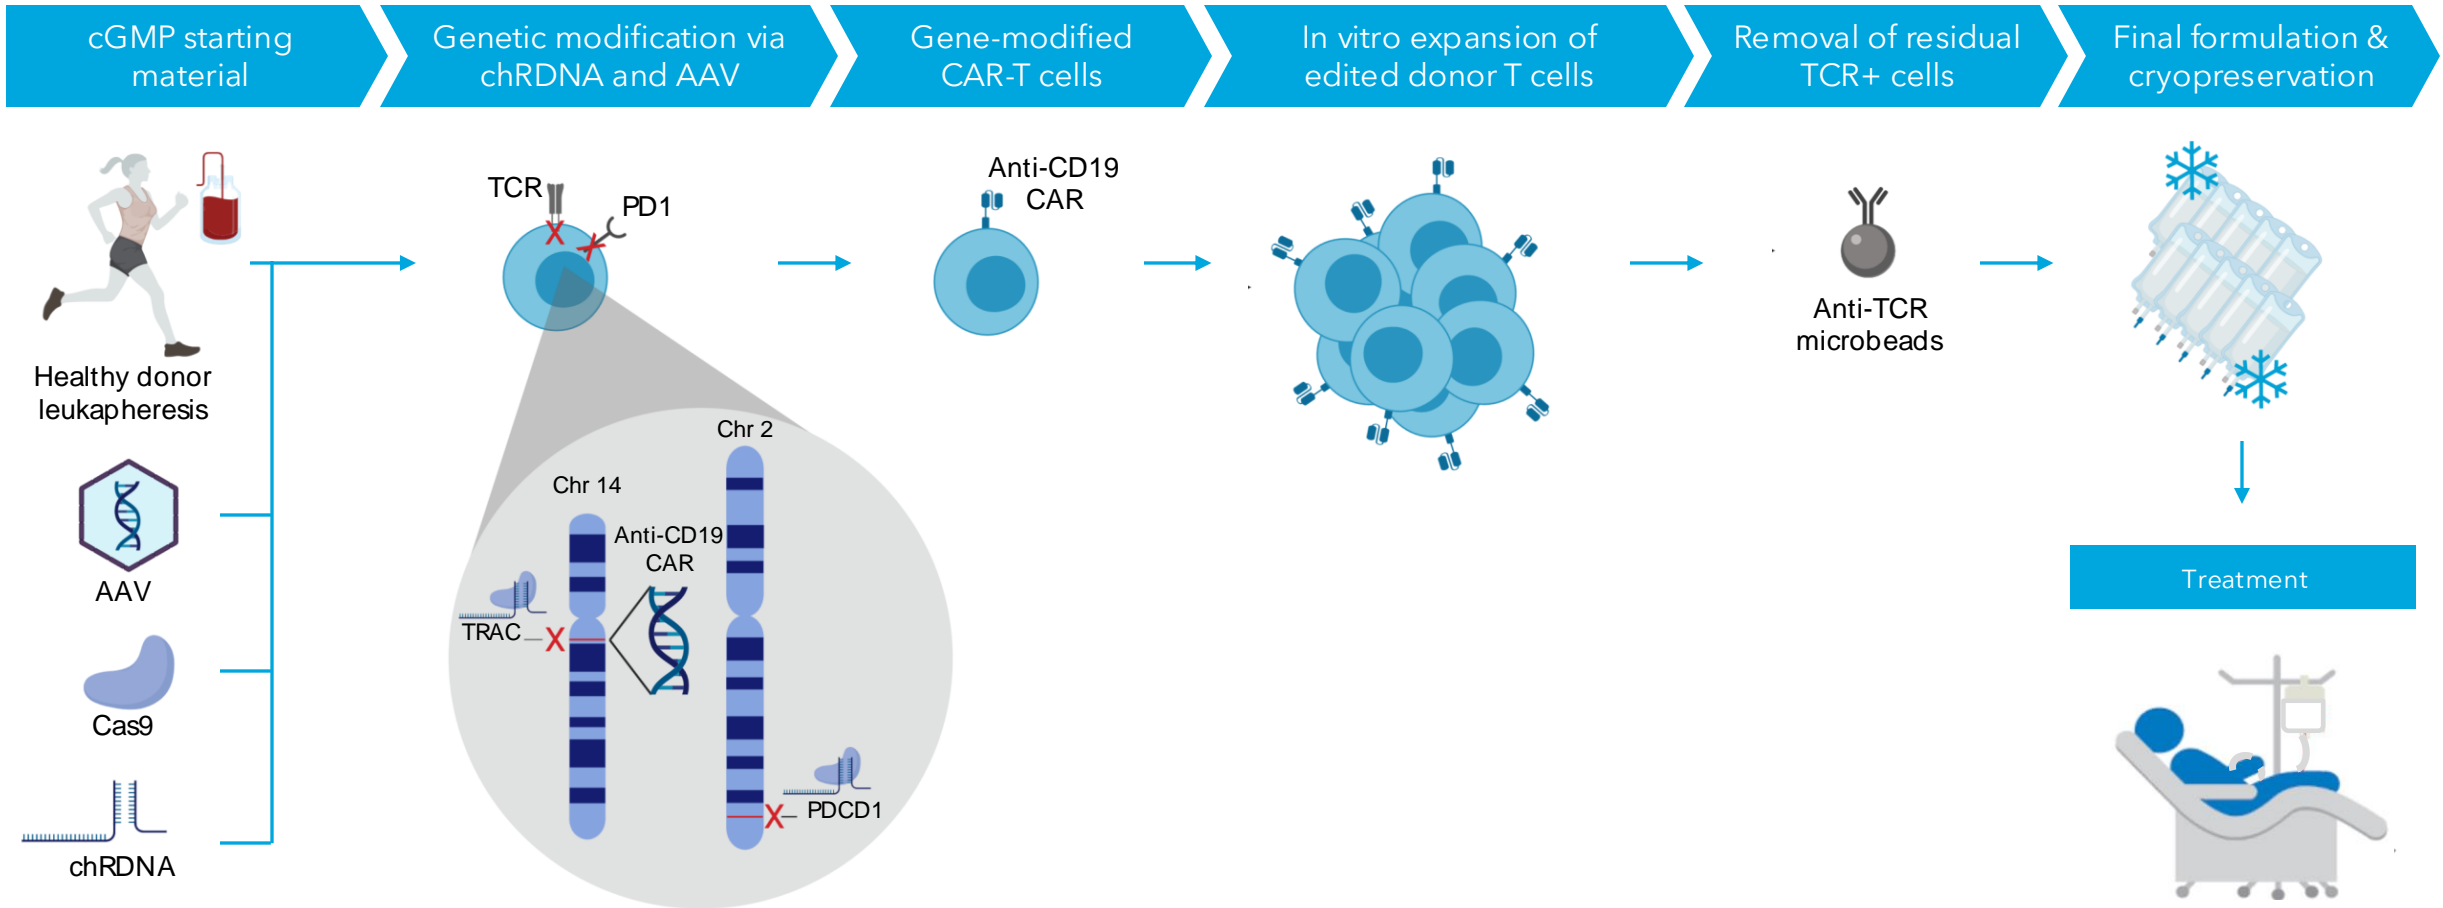 cGMP starting
material
Genetic modification via
chRDNA and AAV
Gene-modified
CAR-T cells
In vitro expansion of
edited donor T cells
Removal of residual
TCR+ cells
Final formulation &
cryopreservation
Healthy donor
leukapheresis
AAV
Cas9
chRDNA
TCR
PD1
Chr 14
Chr 2
Anti-CD19
CAR
TRAC
X
PDCD1
X
Anti-CD19
CAR
Anti-TCR
microbeads
Treatment